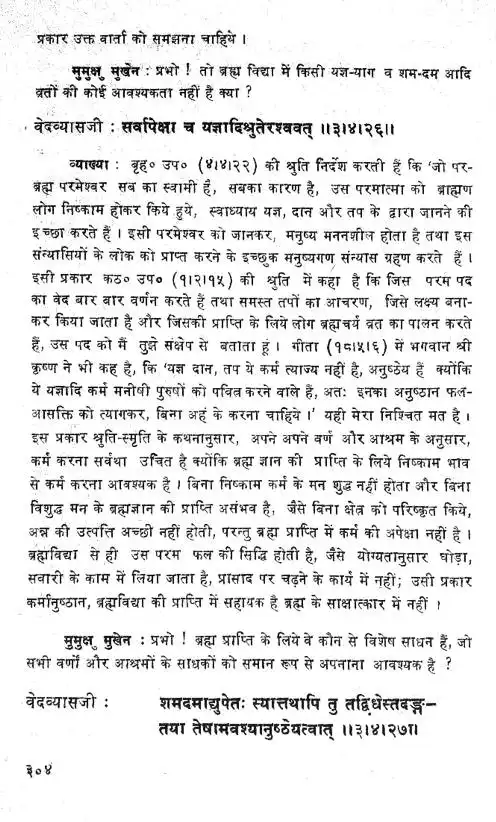 प्रकार उक्त वार्ता को समझना चाहिये ।
मुमुक्षु मुखेन : प्रभो ! तो ब्रह्म विद्या में किसी यज्ञ-याग व शम-दम आदि
व्रतों की कोई आवश्यकता नहीं है क्या ?
वेदव्यासजी : सर्वापेक्षा च यज्ञादिश्रुतेरश्ववत् ।।३।४।२६।।
व्याख्या : बृह० उप० (४।४।२२) की श्रुति निर्देश करती हैं कि 'जो पर-
ब्रह्म परमेश्वर सब का स्वामी है, सबका कारण है, उस परमात्मा को ब्राह्मण
लोग निष्काम होकर किये हुये, स्वाध्याय यज्ञ, दान और तप के द्वारा जानने की
इच्छा करते हैं । इसी परमेश्वर को जानकर, मनुष्य मननशील होता है तथा इस
संन्यासियों के लोक को प्राप्त करने के इच्छुक मनुष्यगण संन्यास ग्रहण करते हैं ।
इसी प्रकार कठ० उप० (१।२।१५) की श्रुति में कहा है कि जिस परम पद
का वेद बार बार वर्णन करते हैं तथा समस्त तपों का आचरण, जिसे लक्ष्य बना-
कर किया जाता है और जिसकी प्राप्ति के लिये लोग ब्रह्मचर्य व्रत का पालन करते
हैं, उस पद को मैं तुझे संक्षेप से बताता हूं । गीता (१८।५।६) में भगवान श्री
कृष्ण ने भी कहा है, कि 'यज्ञ दान, तप ये कर्म त्याज्य नहीं है, अनुष्ठेय हैं क्योंकि
ये यज्ञादि कर्म मनीषी पुरुषों को पवित्र करने वाले हैं, अतः इनका अनुष्ठान फल-
आसक्ति को त्यागकर, बिना अहं के करना चाहिये ।' यही मेरा निश्चित मत है ।
इस प्रकार श्रुति-स्मृति के कथनानुसार, अपने अपने वर्ण और आश्रम के अनुसार,
कर्म करना सर्वथा उचित है क्योंकि ब्रह्म ज्ञान की प्राप्ति के लिये निष्काम भाव
से कर्म करना आवश्यक है । बिना निष्काम कर्म के मन शुद्ध नहीं होता और बिना
विशुद्ध मन के ब्रह्मज्ञान की प्राप्ति असंभव है, जैसे बिना क्षेत्र को परिष्कृत किये,
अन्न की उत्पत्ति अच्छी नहीं होती, परन्तु ब्रह्म प्राप्ति में कर्म की अपेक्षा नहीं है ।
ब्रह्मविद्या से ही उस परम फल की सिद्धि होती है, जैसे योग्यतानुसार घोड़ा,
सवारी के काम में लिया जाता है, प्रासाद पर चढ़ने के कार्य में नहीं; उसी प्रकार
कर्मानुष्ठान, ब्रह्मविद्या की प्राप्ति में सहायक है ब्रह्म के साक्षात्कार में नहीं ।
मुमुक्षु मुखेन : प्रभो ! ब्रह्म प्राप्ति के लिये वे कौन से विशेष साधन हैं, जो
सभी वर्णों और आश्रमों के साधकों को समान रूप से अपनाना आवश्यक है ?
वेदव्यासजी : शमदमाद्युपेतः स्यात्तथापि तु तद्विधेस्तदङ्ग-
तया तेषामवश्यानुष्ठेयत्वात् ।।३।४।२७।।
३०४